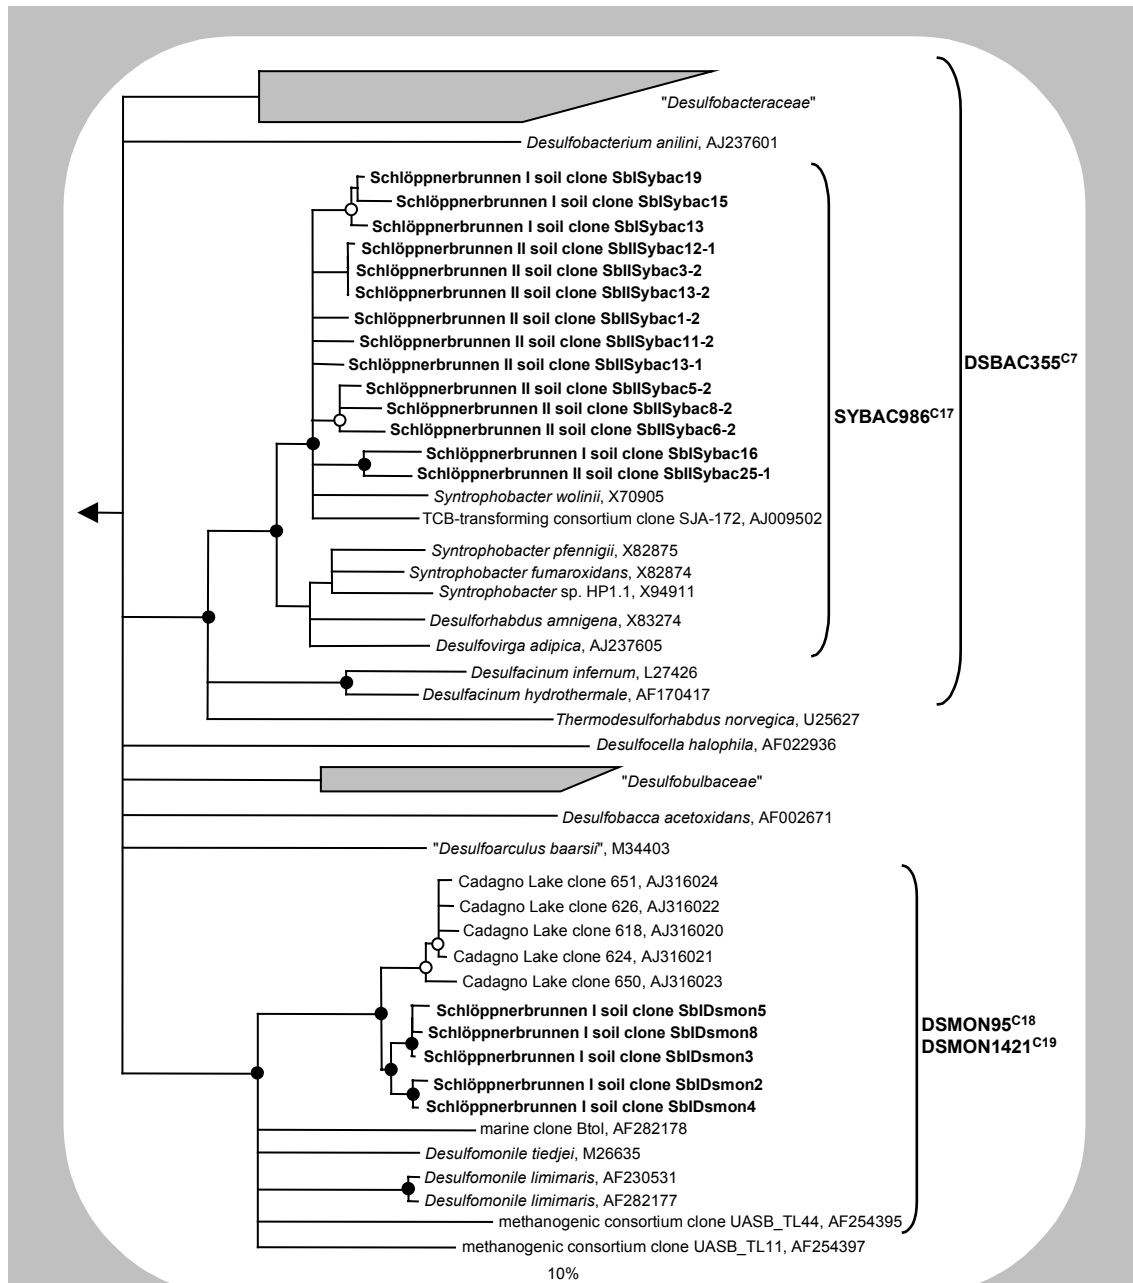 "Desulfobacteraceae"
Desulfobacterium anilini, AJ237601
Schlöppnerbrunnen I soil clone SbISybac19
Schlöppnerbrunnen I soil clone SbISybac15
Schlöppnerbrunnen I soil clone SbISybac13
Schlöppnerbrunnen II soil clone SbIISybac12-1
Schlöppnerbrunnen II soil clone SbIISybac3-2
Schlöppnerbrunnen II soil clone SbIISybac13-2
Schlöppnerbrunnen II soil clone SbIISybac1-2
Schlöppnerbrunnen II soil clone SbIISybac11-2
Schlöppnerbrunnen II soil clone SbIISybac13-1
DSBAC355C7
Schlöppnerbrunnen II soil clone SbIISybac5-2
Schlöppnerbrunnen II soil clone SbIISybac8-2
SYBAC986C17
Schlöppnerbrunnen II soil clone SbIISybac6-2
Schlöppnerbrunnen I soil clone SbISybac16
Schlöppnerbrunnen II soil clone SbIISybac25-1
Syntrophobacter wolinii, X70905
TCB-transforming consortium clone SJA-172, AJ009502
Syntrophobacter pfennigii, X82875
Syntrophobacter fumaroxidans, X82874
Syntrophobacter sp. HP1.1, X94911
Desulforhabdus amnigena, X83274
Desulfovirga adipica, AJ237605
Desulfacinum infernum, L27426
Desulfacinum hydrothermale, AF170417
Thermodesulforhabdus norvegica, U25627
Desulfocella halophila, AF022936
"Desulfobulbaceae"
Desulfobacca acetoxidans, AF002671
"Desulfoarculus baarsii", M34403
Cadagno Lake clone 651, AJ316024
Cadagno Lake clone 626, AJ316022
Cadagno Lake clone 618, AJ316020
Cadagno Lake clone 624, AJ316021
Cadagno Lake clone 650, AJ316023
Schlöppnerbrunnen I soil clone SbIDsmon5
DSMON95C18
Schlöppnerbrunnen I soil clone SbIDsmon8
DSMON1421C19
Schlöppnerbrunnen I soil clone SbIDsmon3
Schlöppnerbrunnen I soil clone SbIDsmon2
Schlöppnerbrunnen I soil clone SbIDsmon4
marine clone Btol, AF282178
Desulfomonile tiedjei, M26635
Desulfomonile limimaris, AF230531
Desulfomonile limimaris, AF282177
methanogenic consortium clone UASB_TL44, AF254395
methanogenic consortium clone UASB_TL11, AF254397
10%